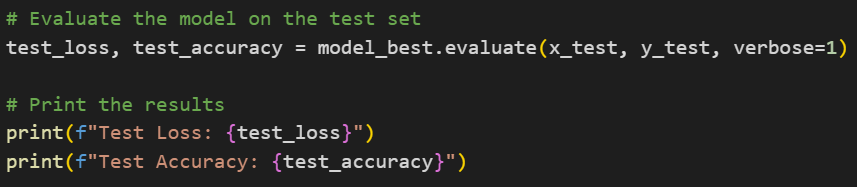 # Evaluate the model on the test set
test_loss, test_accuracy = model_best.evaluate(x_test, y_test, verbose=1)
# Print the results
print(f"Test Loss: {test_loss}")
print(f"Test Accuracy: {test_accuracy}")